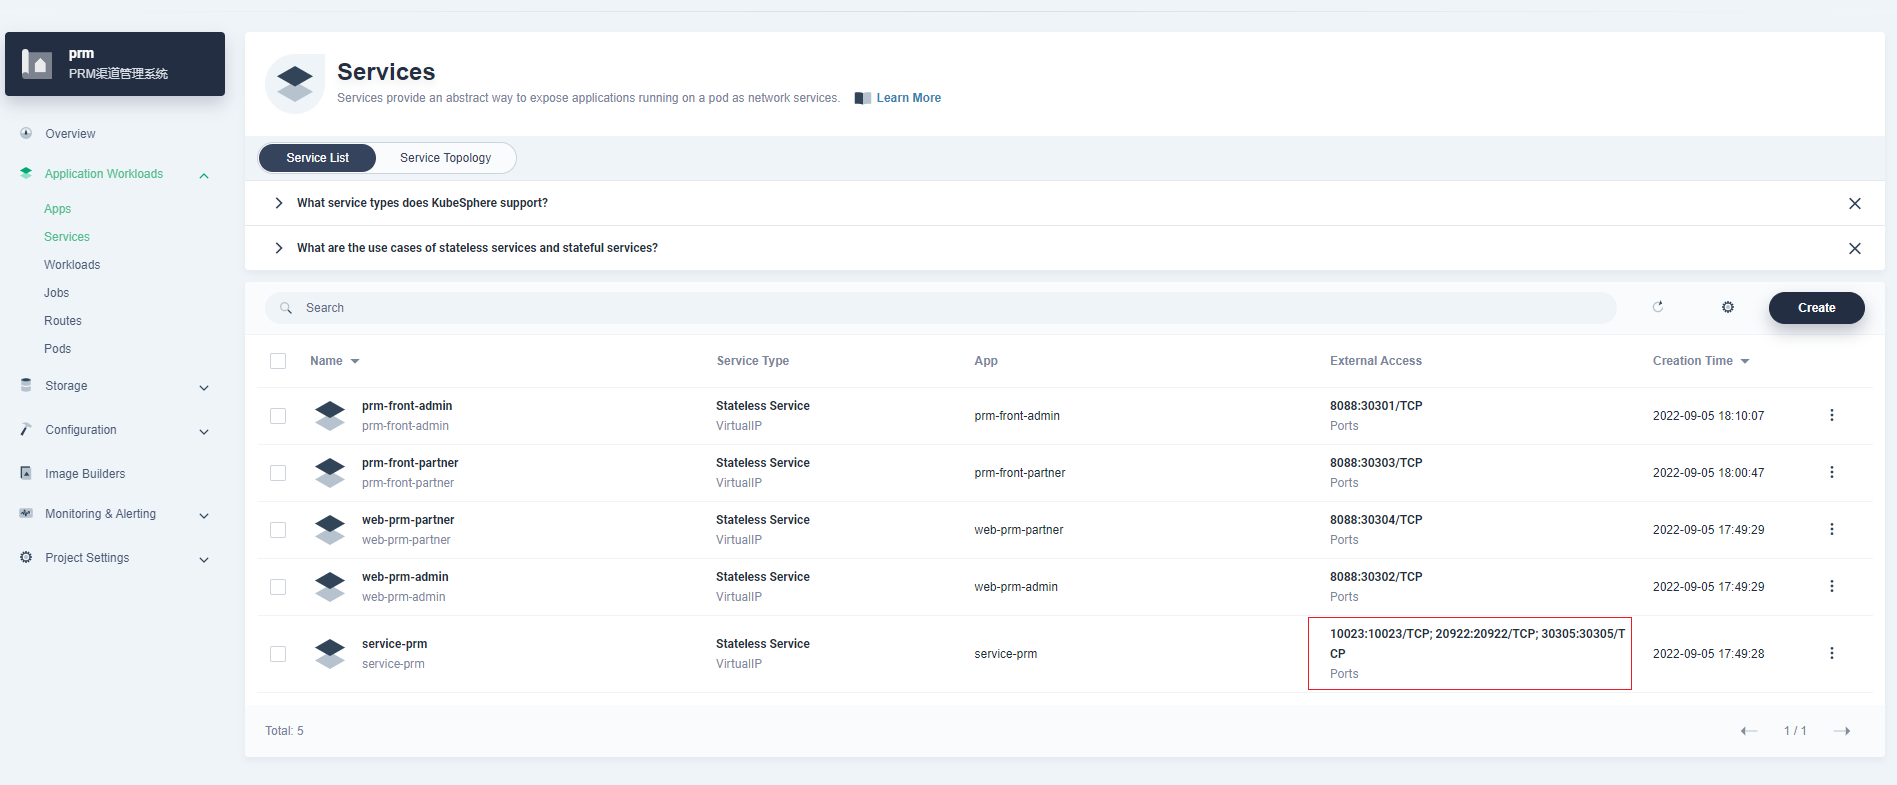 prm
PRM渠道管理系统
Overview
Application Workloads
Apps
Services
Workloads
Jobs
Routes
Pods
Storage
Configuration
Image Builders
Monitoring & Alerting
Project Settings
Services
Services provide an abstract way to expose applications running on a pod as network services. Learn More
Service List Service Topology
What service types does KubeSphere support?
What are the use cases of stateless services and stateful services?
Search Create
Name Service Type App External Access Creation Time
prm-front-admin Stateless Service 8088:30301/TCP
prm-front-admin VirtualIP prm-front-admin Ports 2022-09-05 18:10:07
prm-front-partner Stateless Service 8088:30303/TCP
prm-front-partner VirtualIP prm-front-partner Ports 2022-09-05 18:00:47
web-prm-partner Stateless Service 8088:30304/TCP
web-prm-partner VirtualIP web-prm-partner Ports 2022-09-05 17:49:29
web-prm-admin Stateless Service 8088:30302/TCP
web-prm-admin VirtualIP web-prm-admin Ports 2022-09-05 17:49:29
service-prm Stateless Service 10023:10023/TCP; 20922:20922/TCP; 30305:30305/T
service-prm VirtualIP service-prm CP 2022-09-05 17:49:28
Ports
Total: 5 1 / 1